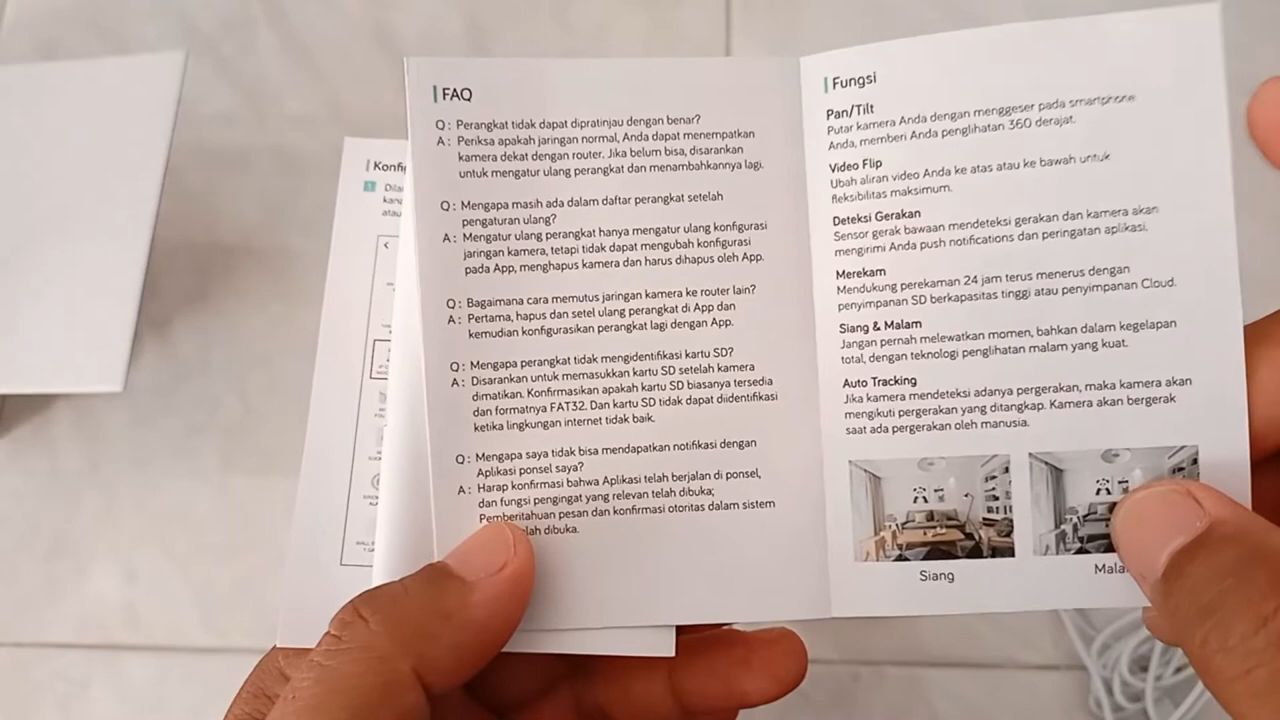 FAQ
Q: Perangkat tidak dapat dipratinjau dengan benar?
A: Periksa apakah jaringan normal, Anda dapat menempatkan
kamera dekat dengan router. Jika belum bisa, disarankan
untuk mengatur ulang perangkat dan menambahkannya lagi.
Q: Mengapa masih ada dalam daftar perangkat setelah
pengaturan ulang?
A: Mengatur ulang perangkat hanya mengatur ulang konfigurasi
jaringan kamera, tetapi tidak dapat mengubah konfigurasi
pada App, menghapus kamera dan harus dihapus oleh App.
Q: Bagaimana cara memutus jaringan kamera ke router lain?
A: Pertama, hapus dan setel ulang perangkat di App dan
kemudian konfigurasikan perangkat lagi dengan App.
Q: Mengapa perangkat tidak mengidentifikasi kartu SD?
A: Disarankan untuk memasukkan kartu SD setelah kamera
dimatikan. Konfirmasikan apakah kartu SD biasanya tersedia
dan formatnya FAT32. Dan kartu SD tidak dapat diidentifikasi
ketika lingkungan internet tidak baik.
Q: Mengapa saya tidak bisa mendapatkan notifikasi dengan
Aplikasi ponsel saya?
A: Harap konfirmasi bahwa Aplikasi telah berjalan di ponsel,
dan fungsi pengingat yang relevan telah dibuka;
Pemberitahuan pesan dan konfirmasi otoritas dalam sistem
lah dibuka.
Fungsi
Pan/Tilt
Putar kamera Anda dengan menggeser pada smartphone
Anda, memberi Anda penglihatan 360 derajat.
Video Flip
Ubah aliran video Anda ke atas atau ke bawah untuk
fleksibilitas maksimum.
Deteksi Gerakan
Sensor gerak bawaan mendeteksi gerakan dan kamera akan
mengirimi Anda push notifications dan peringatan aplikasi.
Merekam
Mendukung perekaman 24 jam terus menerus dengan
penyimpanan SD berkapasitas tinggi atau penyimpanan Cloud.
Siang & Malam
Jangan pernah melewatkan momen, bahkan dalam kegelapan
total, dengan teknologi penglihatan malam yang kuat.
Auto Tracking
Jika kamera mendeteksi adanya pergerakan, maka kamera akan
mengikuti pergerakan yang ditangkap. Kamera akan bergerak
saat ada pergerakan oleh manusia.
Siang
Mala
Konfi
1 Dila
kana
atau